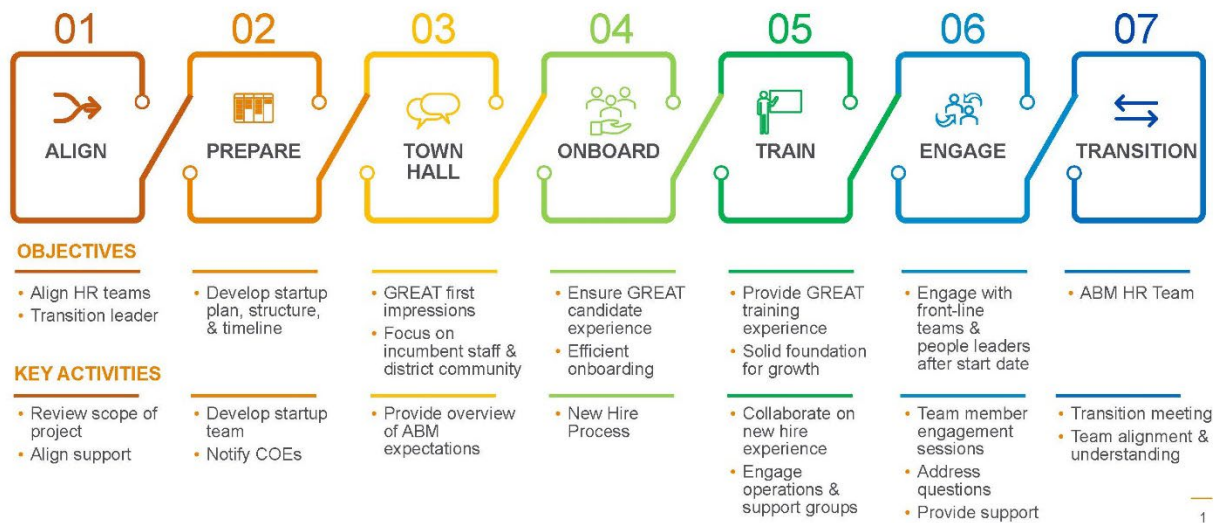 01
02
03
04
05
06
07
ALIGN
PREPARE
TOWN
HALL
ONBOARD
TRAIN
ENGAGE
TRANSITION
OBJECTIVES
• Align HR teams
• Transition leader
• Develop startup
plan, structure,
& timeline
• GREAT first
impressions
• Focus on
incumbent staff &
district community
• Ensure GREAT
candidate
experience
• Efficient
onboarding
• Provide GREAT
training
experience
• Solid foundation
for growth
• Engage with
front-line
teams &
people leaders
after start date
• ABM HR Team
KEY ACTIVITIES
• Review scope of
project
• Align support
• Develop startup
team
• Notify COEs
• Provide overview
of ABM
expectations
• New Hire
Process
• Collaborate on
new hire
experience
• Engage
operations &
support groups
• Team member
engagement
sessions
• Address
questions
• Provide support
• Transition meeting
• Team alignment &
understanding
1